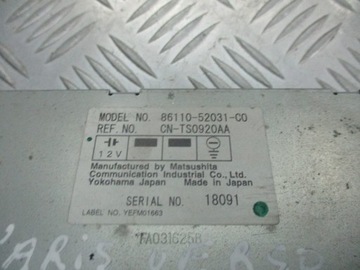 MODEL NO. 86110-52031-C0
REF. NO. CN-TS0920AA
12V
Manufactured by Matsushita
Communication Industrial Co., Ltd.
Yokohama Japan Made in Japan
SERIAL NO. 18091
LABEL NO. YEFM01663
FA031625B